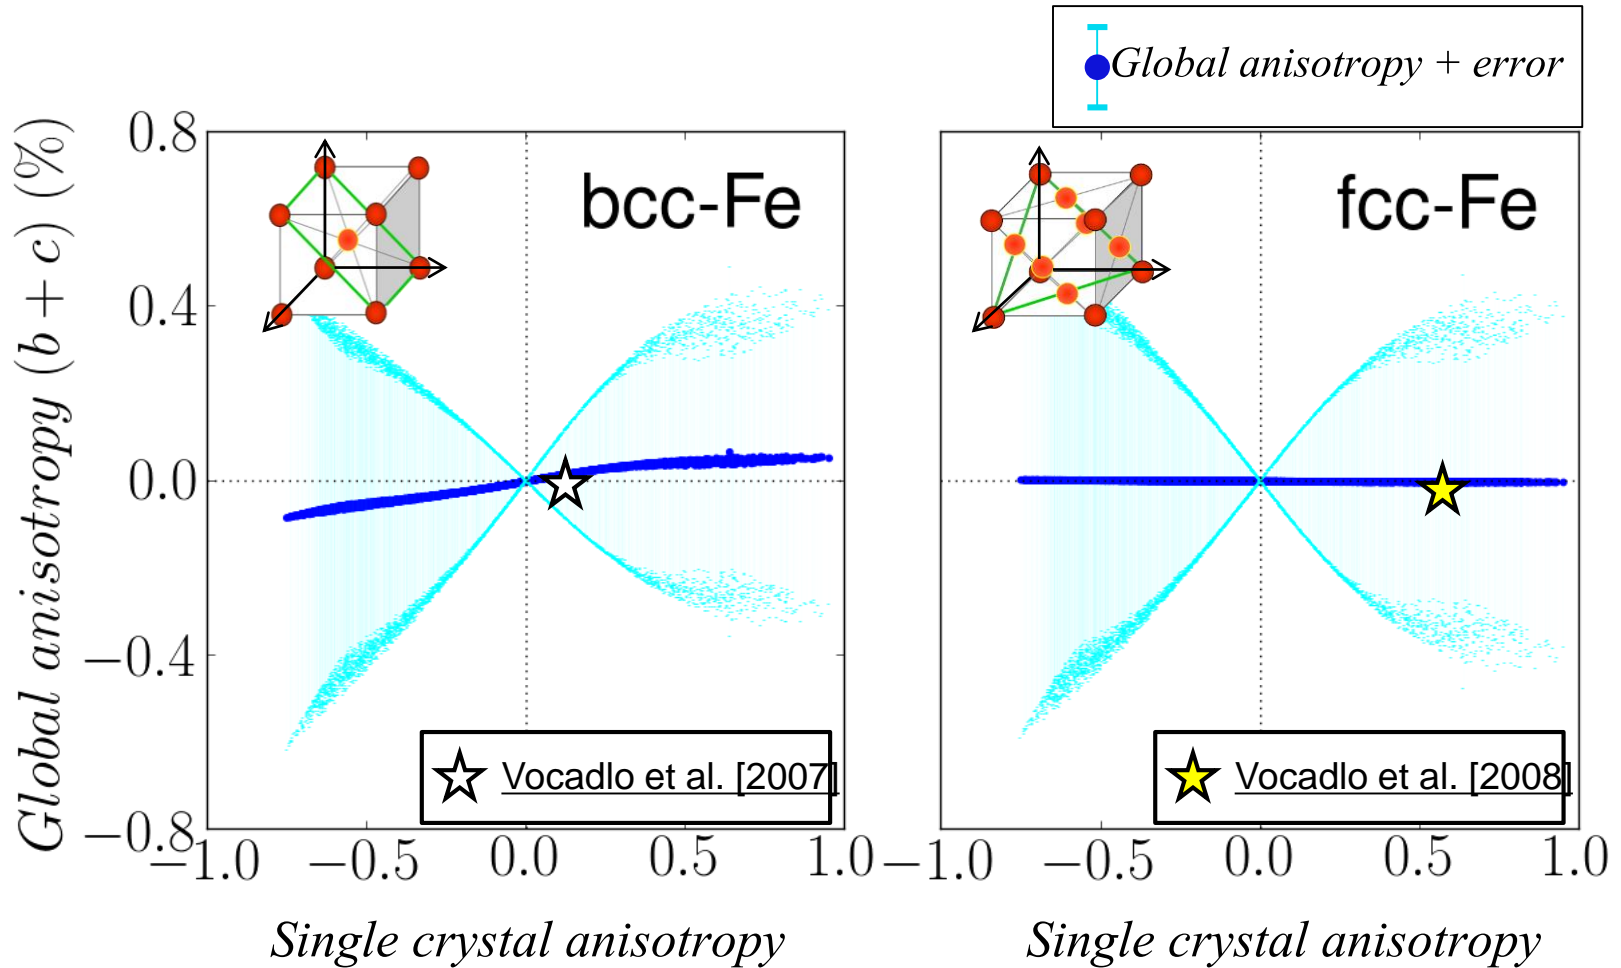 Global anisotropy + error
Global anisotropy (b + c) (%)
0.8
0.4
0.0
−0.4
−0.8
bcc-Fe
Vocadlo et al. [2007]
−1.0 −0.5 0.0 0.5 1.0
Single crystal anisotropy
fcc-Fe
Vocadlo et al. [2008]
−1.0 −0.5 0.0 0.5 1.0
Single crystal anisotropy